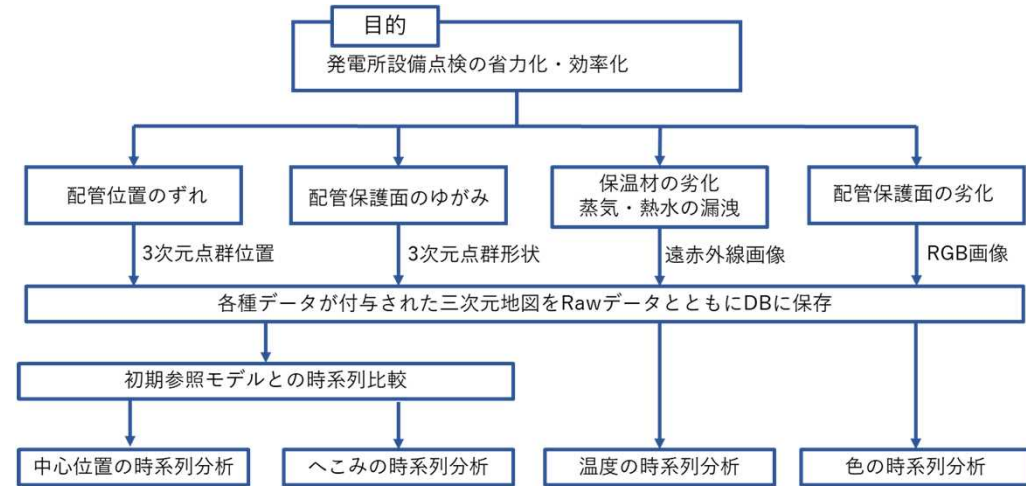 目的
発電所設備点検の省力化・効率化
配管位置のずれ
配管保護面のゆがみ
保温材の劣化
蒸気・熱水の漏洩
配管保護面の劣化
3次元点群位置
3次元点群形状
遠赤外線画像
RGB画像
各種データが付与された三次元地図をRawデータとともにDBに保存
初期参照モデルとの時系列比較
中心位置の時系列分析
へこみの時系列分析
温度の時系列分析
色の時系列分析